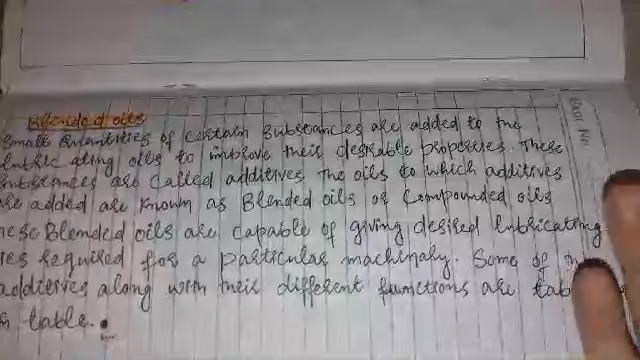 Blended oils
Small Quantities of certain Substances are added to the
lubricating oils to improve their desirable properties. These
Substances are called additives. the oils to which additives
are added are known as Blended oils or Compounded oils
These Blended oils are capable of giving desired lubricating
required for a particular machinary. Some of
additives along with their different functions are
table.
Page No.